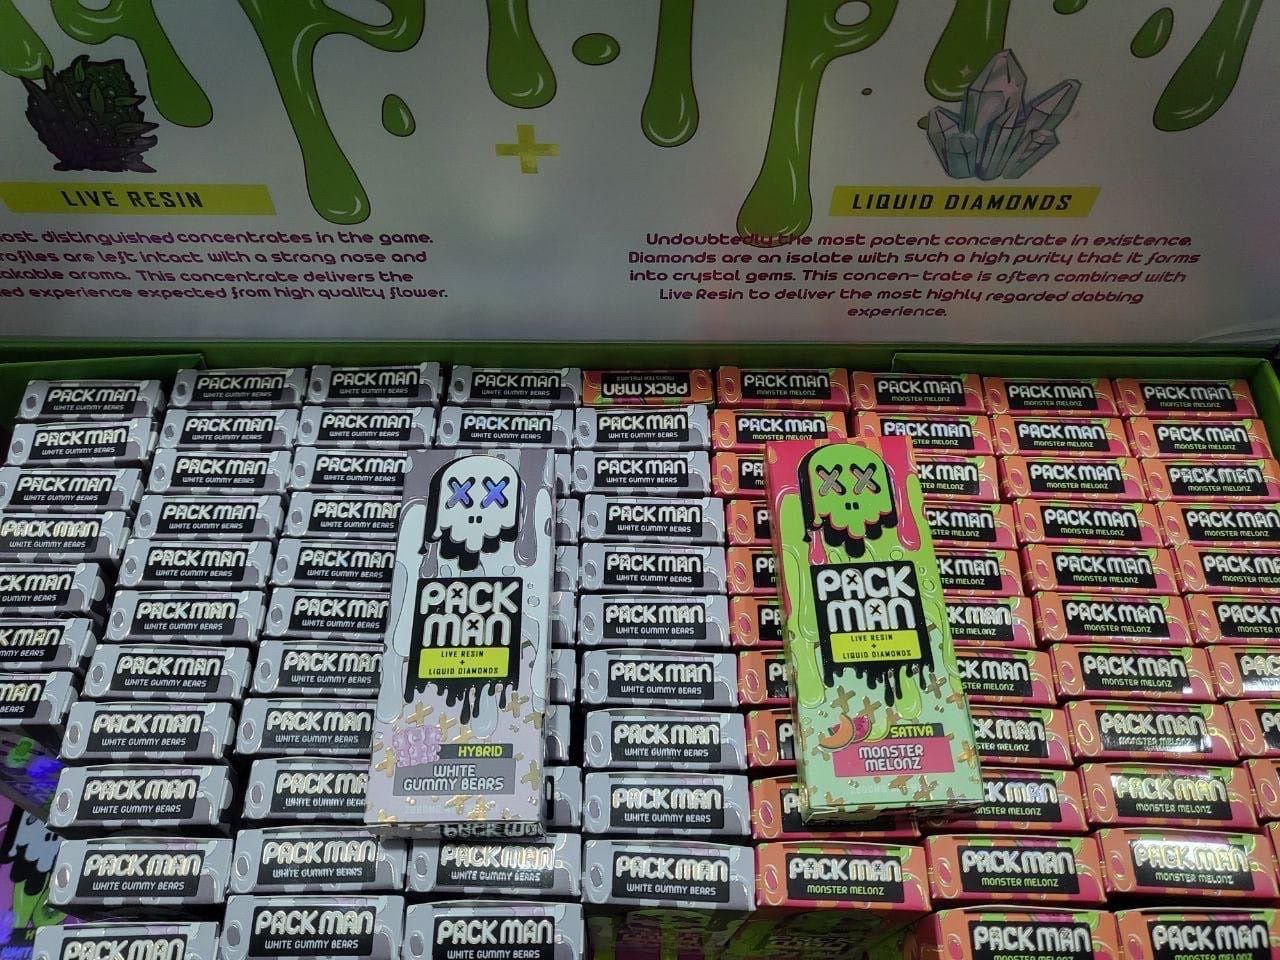 LIVE RESIN
most distinguished concentrates in the game.
rofiles are left intact with a strong nose and
akable aroma. This concentrate delivers the
ed experience expected from high quality flower.
LIQUID DIAMONDS
Undoubtedly the most potent concentrate in existence.
Diamonds are an isolate with such a high purity that it forms
into crystal gems. This concen- trate is often combined with
Live Resin to deliver the most highly regarded dabbing
experience.
PACK MAN
WHITE GUMMY BEARS
PACK MAN
MONSTER MELONZ
PACK
MAN
LIVE RESIN
+
LIQUID DIAMONDS
HYBRID
WHITE
GUMMY BEARS
PACK
MAN
LIVE RESIN
+
LIQUID DIAMONDS
SATIVA
MONSTER
MELONZ